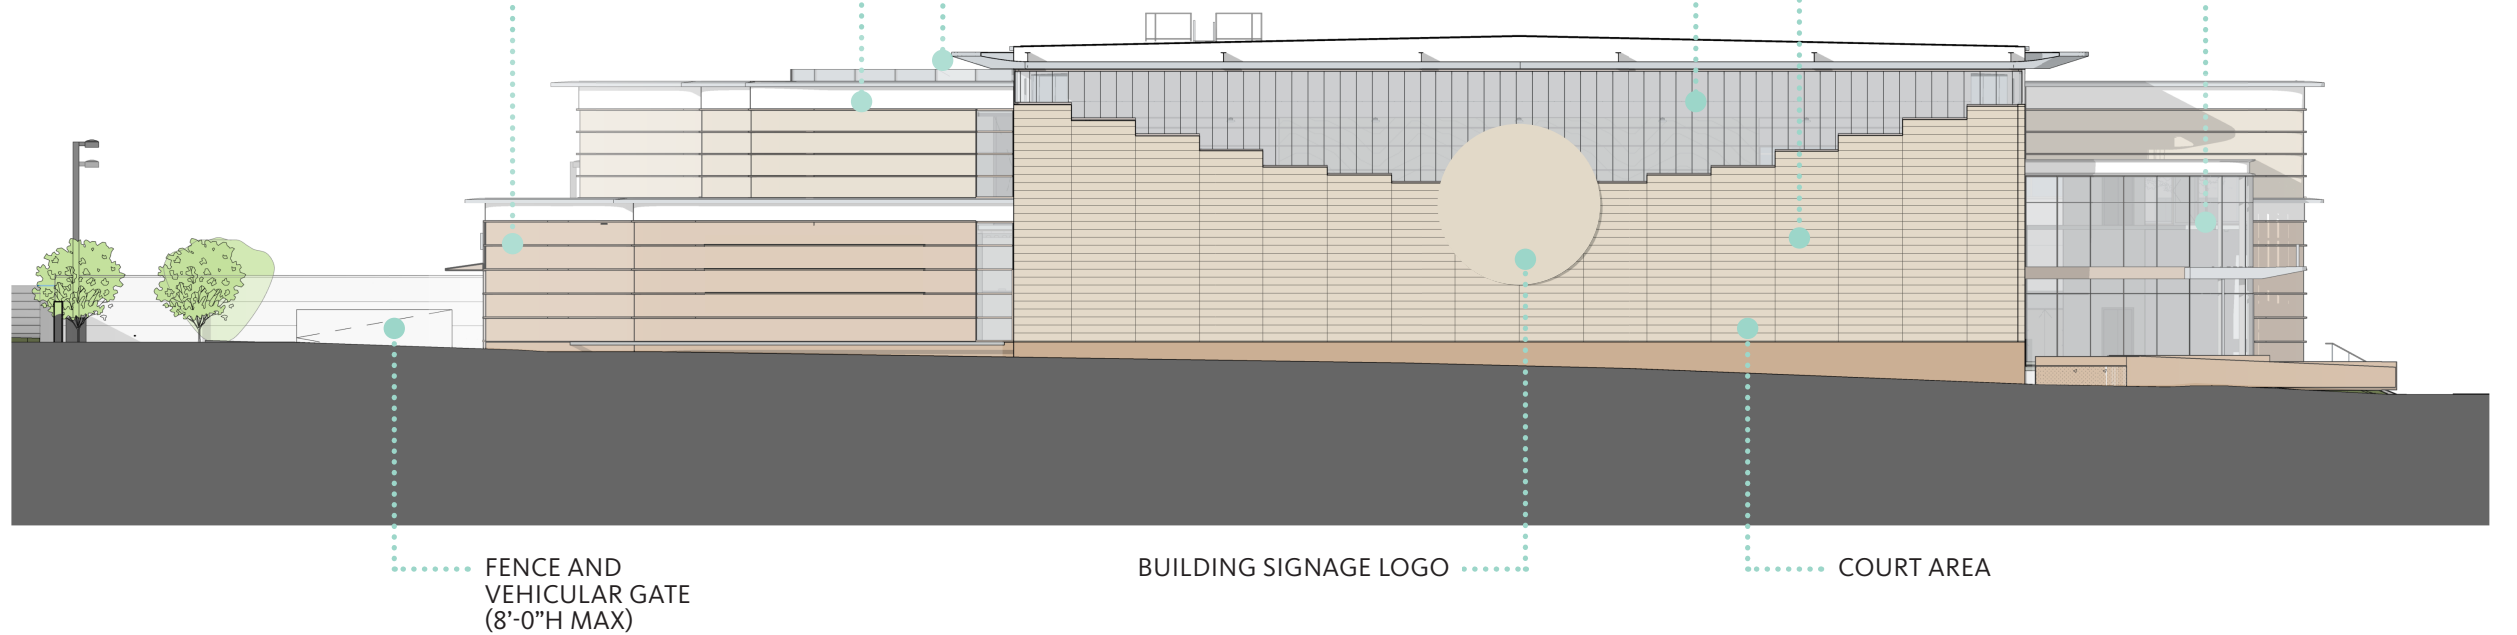 FENCE AND
VEHICULAR GATE
(8’-0”H MAX)
BUILDING SIGNAGE LOGO
COURT AREA